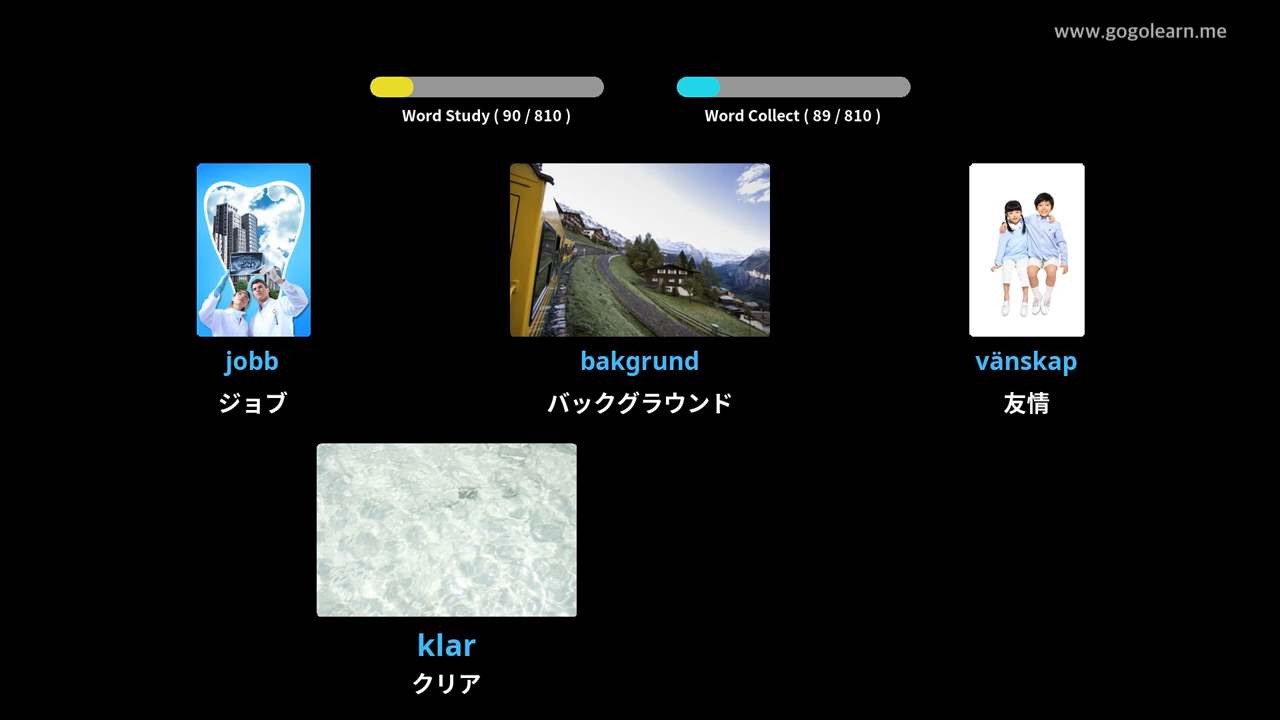 www.gogolearn.me
Word Study ( 90 / 810 )
Word Collect ( 89 / 810 )
jobb
ジョブ
bakgrund
バックグラウンド
vänskap
友情
klar
クリア